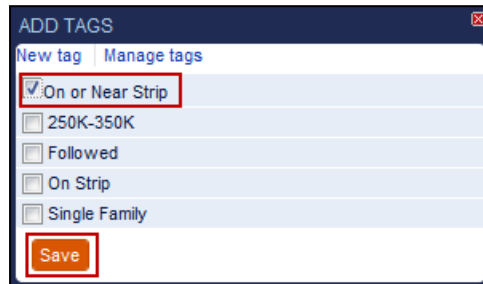 ADD TAGS
New tag Manage tags
On or Near Strip
250K-350K
Followed
On Strip
Single Family
Save